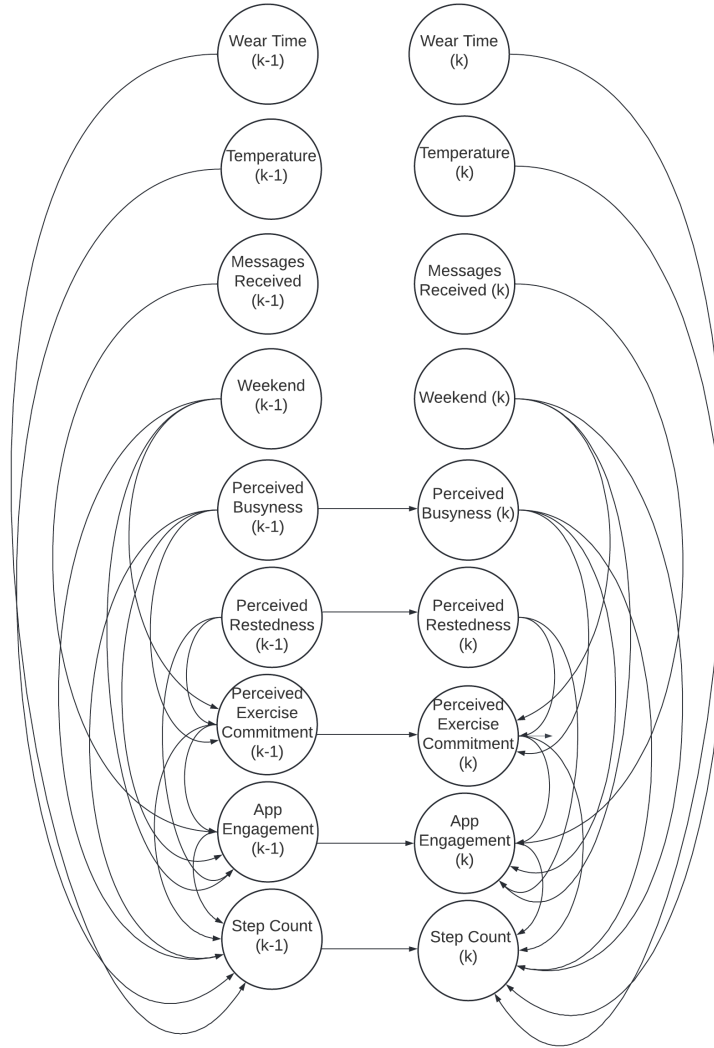 Wear Time
(k-1)
Wear Time
(k)
Temperature
(k-1)
Temperature
(k)
Messages
Received
(k-1)
Messages
Received (k)
Weekend
(k-1)
Weekend (k)
Perceived
Busyness
(k-1)
Perceived
Busyness (k)
Perceived
Restedness
(k-1)
Perceived
Restedness
(k)
Perceived
Exercise
Commitment
(k-1)
Perceived
Exercise
Commitment
(k)
App
Engagement
(k-1)
App
Engagement
(k)
Step Count
(k-1)
Step Count
(k)